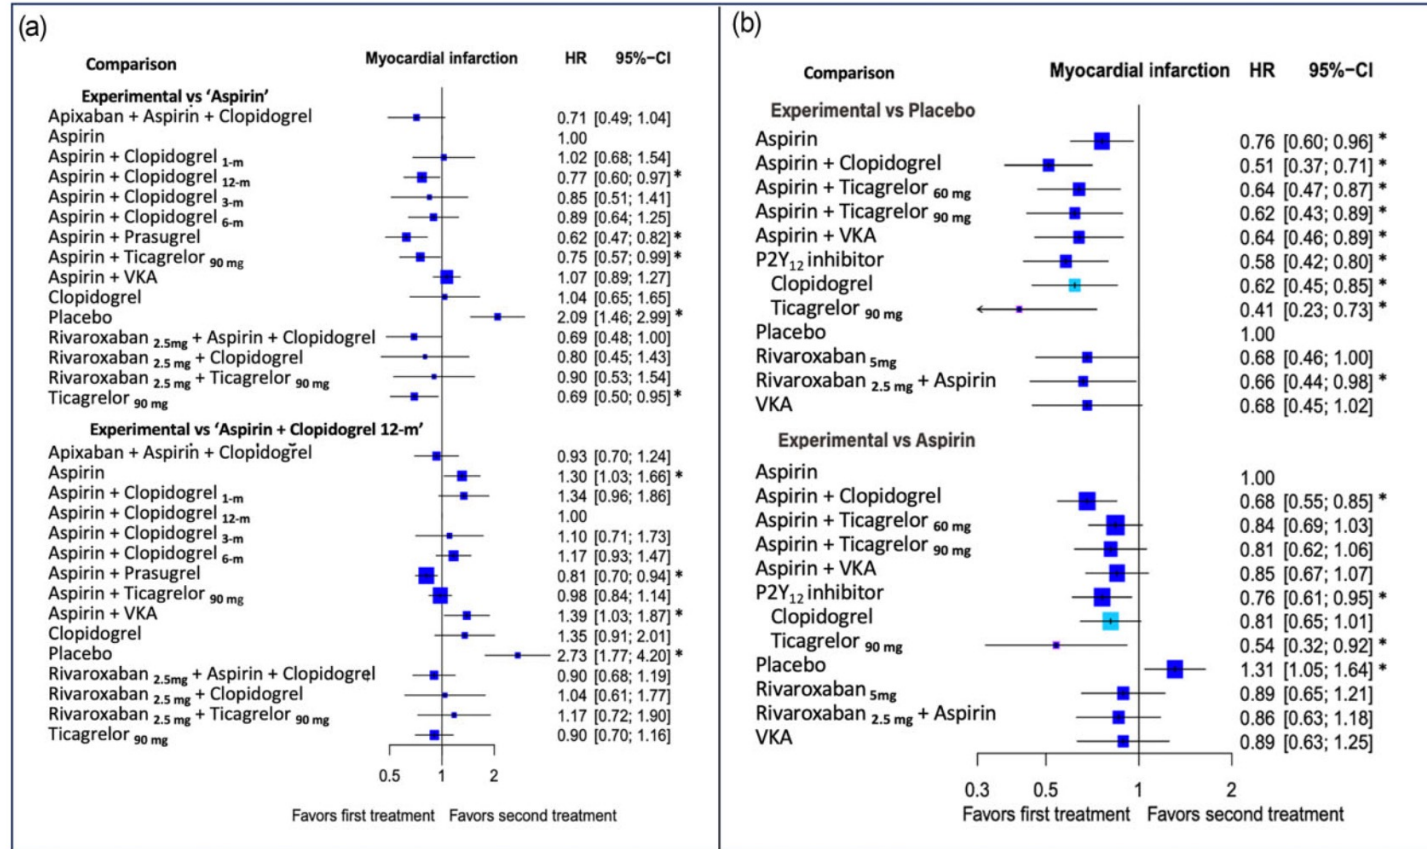 (a)
Comparison Myocardial infarction HR 95%−CI
Experimental vs ‘Aspirin’
Apixaban + Aspirin + Clopidogrel 0.71 [0.49; 1.04]
Aspirin 1.00
Aspirin + Clopidogrel 1-m 1.02 [0.68; 1.54]
Aspirin + Clopidogrel 12-m 0.77 [0.60; 0.97] *
Aspirin + Clopidogrel 3-m 0.85 [0.51; 1.41]
Aspirin + Clopidogrel 6-m 0.89 [0.64; 1.25]
Aspirin + Prasugrel 0.62 [0.47; 0.82] *
Aspirin + Ticagrelor 90 mg 0.75 [0.57; 0.99] *
Aspirin + VKA 1.07 [0.89; 1.27]
Clopidogrel 1.04 [0.65; 1.65]
Placebo 2.09 [1.46; 2.99] *
Rivaroxaban 2.5mg + Aspirin + Clopidogrel 0.69 [0.48; 1.00]
Rivaroxaban 2.5 mg + Clopidogrel 0.80 [0.45; 1.43]
Rivaroxaban 2.5 mg + Ticagrelor 90 mg 0.90 [0.53; 1.54]
Ticagrelor 90 mg 0.69 [0.50; 0.95] *
Experimental vs ‘Aspirin + Clopidogrel 12-m’
Apixaban + Aspirin + Clopidogrel 0.93 [0.70; 1.24]
Aspirin 1.30 [1.03; 1.66] *
Aspirin + Clopidogrel 1-m 1.34 [0.96; 1.86]
Aspirin + Clopidogrel 12-m 1.00
Aspirin + Clopidogrel 3-m 1.10 [0.71; 1.73]
Aspirin + Clopidogrel 6-m 1.17 [0.93; 1.47]
Aspirin + Prasugrel 0.81 [0.70; 0.94] *
Aspirin + Ticagrelor 90 mg 0.98 [0.84; 1.14]
Aspirin + VKA 1.39 [1.03; 1.87] *
Clopidogrel 1.35 [0.91; 2.01]
Placebo 2.73 [1.77; 4.20] *
Rivaroxaban 2.5mg + Aspirin + Clopidogrel 0.90 [0.68; 1.19]
Rivaroxaban 2.5 mg + Clopidogrel 1.04 [0.61; 1.77]
Rivaroxaban 2.5 mg + Ticagrelor 90 mg 1.17 [0.72; 1.90]
Ticagrelor 90 mg 0.90 [0.70; 1.16]
0.5 1 2
Favors first treatment Favors second treatment
(b)
Comparison Myocardial infarction HR 95%−CI
Experimental vs Placebo
Aspirin 0.76 [0.60; 0.96] *
Aspirin + Clopidogrel 0.51 [0.37; 0.71] *
Aspirin + Ticagrelor 60 mg 0.64 [0.47; 0.87] *
Aspirin + Ticagrelor 90 mg 0.62 [0.43; 0.89] *
Aspirin + VKA 0.64 [0.46; 0.89] *
P2Y12 inhibitor 0.58 [0.42; 0.80] *
Clopidogrel 0.62 [0.45; 0.85] *
Ticagrelor 90 mg 0.41 [0.23; 0.73] *
Placebo 1.00
Rivaroxaban 5mg 0.68 [0.46; 1.00]
Rivaroxaban 2.5 mg + Aspirin 0.66 [0.44; 0.98] *
VKA 0.68 [0.45; 1.02]
Experimental vs Aspirin
Aspirin 1.00
Aspirin + Clopidogrel 0.68 [0.55; 0.85] *
Aspirin + Ticagrelor 60 mg 0.84 [0.69; 1.03]
Aspirin + Ticagrelor 90 mg 0.81 [0.62; 1.06]
Aspirin + VKA 0.85 [0.67; 1.07]
P2Y12 inhibitor 0.76 [0.61; 0.95] *
Clopidogrel 0.81 [0.65; 1.01]
Ticagrelor 90 mg 0.54 [0.32; 0.92] *
Placebo 1.31 [1.05; 1.64] *
Rivaroxaban 5mg 0.89 [0.65; 1.21]
Rivaroxaban 2.5 mg + Aspirin 0.86 [0.63; 1.18]
VKA 0.89 [0.63; 1.25]
0.3 0.5 1 2
Favors first treatment Favors second treatment